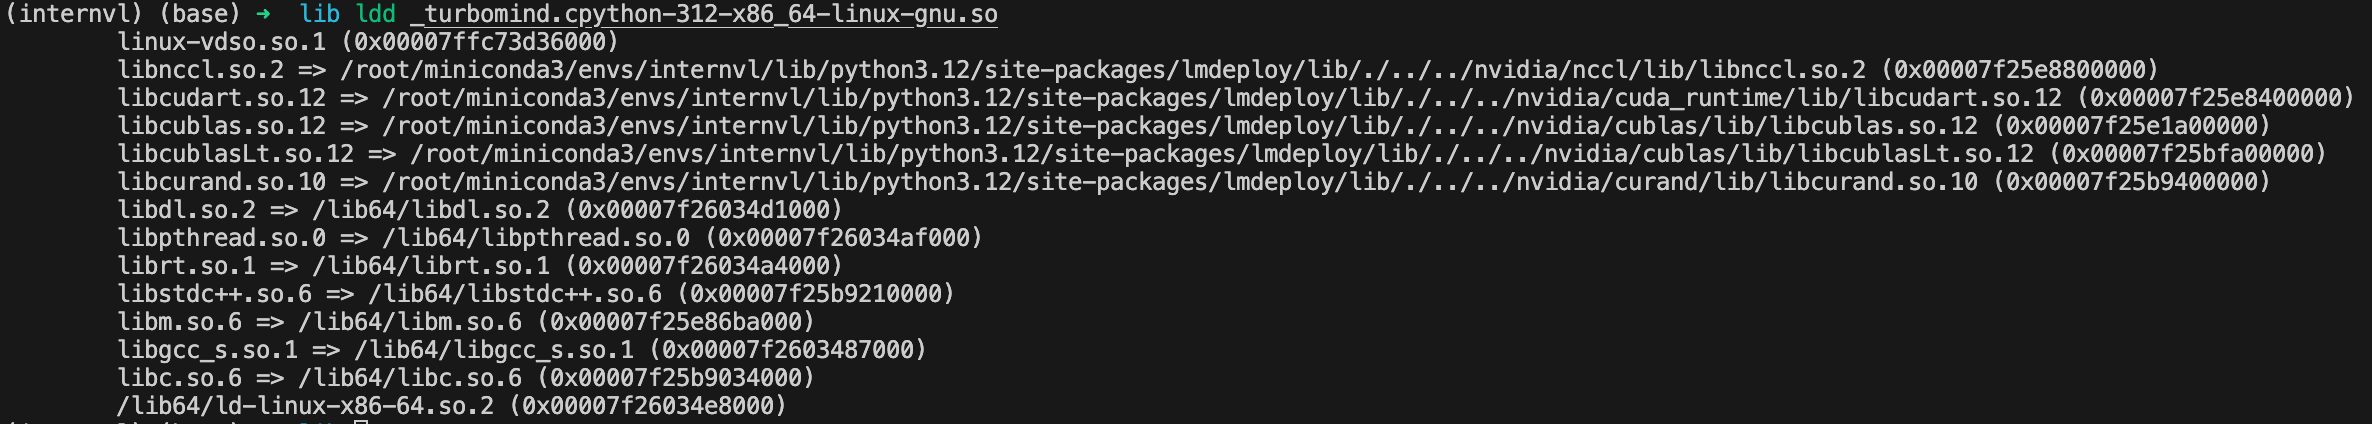 (internvl) (base) ➜  lib ldd _turbomind.cpython-312-x86_64-linux-gnu.so
linux-vdso.so.1 (0x00007ffc73d36000)
libnccl.so.2 => /root/miniconda3/envs/internvl/lib/python3.12/site-packages/lmdeploy/lib/./../../nvidia/nccl/lib/libnccl.so.2 (0x00007f25e8800000)
libcudart.so.12 => /root/miniconda3/envs/internvl/lib/python3.12/site-packages/lmdeploy/lib/./../../nvidia/cuda_runtime/lib/libcudart.so.12 (0x00007f25e8400000)
libcublas.so.12 => /root/miniconda3/envs/internvl/lib/python3.12/site-packages/lmdeploy/lib/./../../nvidia/cublas/lib/libcublas.so.12 (0x00007f25e1a00000)
libcublasLt.so.12 => /root/miniconda3/envs/internvl/lib/python3.12/site-packages/lmdeploy/lib/./../../nvidia/cublas/lib/libcublasLt.so.12 (0x00007f25bfa00000)
libcurand.so.10 => /root/miniconda3/envs/internvl/lib/python3.12/site-packages/lmdeploy/lib/./../../nvidia/curand/lib/libcurand.so.10 (0x00007f25b9400000)
libdl.so.2 => /lib64/libdl.so.2 (0x00007f26034d1000)
libpthread.so.0 => /lib64/libpthread.so.0 (0x00007f26034af000)
librt.so.1 => /lib64/librt.so.1 (0x00007f26034a4000)
libstdc++.so.6 => /lib64/libstdc++.so.6 (0x00007f25b9210000)
libm.so.6 => /lib64/libm.so.6 (0x00007f25e86ba000)
libgcc_s.so.1 => /lib64/libgcc_s.so.1 (0x00007f2603487000)
libc.so.6 => /lib64/libc.so.6 (0x00007f25b9034000)
/lib64/ld-linux-x86-64.so.2 (0x00007f26034e8000)